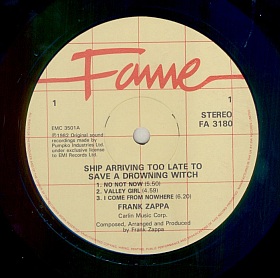 Fame
1
1
EMC 3501A
℗1982 Original sound
recordings made by
Pumpko Industries Ltd.
under exclusive license
to EMI Records Ltd.
STEREO
FA 3180
SHIP ARRIVING TOO LATE TO
SAVE A DROWNING WITCH
1. NO NOT NOW (5.50)
2. VALLEY GIRL (4.59)
3. I COME FROM NOWHERE (6.20)
FRANK ZAPPA
Carlin Music Corp.
Composed, Arranged and Produced
by Frank Zappa